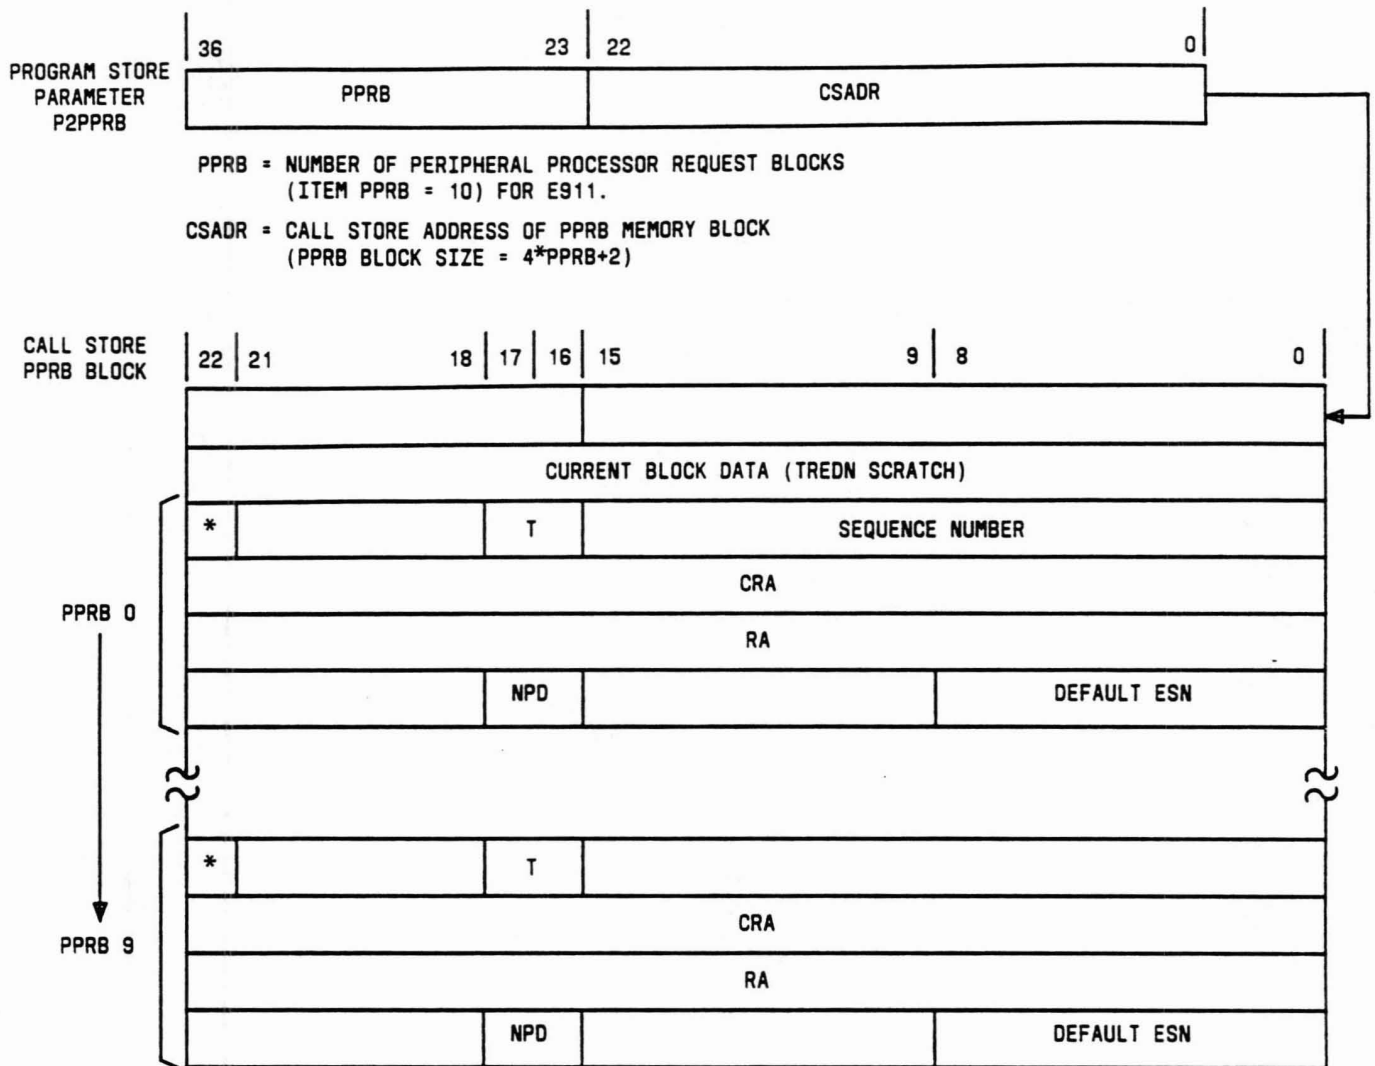 36 23 22 0
PROGRAM STORE
PARAMETER
P2PPRB
PPRB CSADR
PPRB = NUMBER OF PERIPHERAL PROCESSOR REQUEST BLOCKS
(ITEM PPRB = 10) FOR E911.
CSADR = CALL STORE ADDRESS OF PPRB MEMORY BLOCK
(PPRB BLOCK SIZE = 4*PPRB+2)
CALL STORE
PPRB BLOCK
22 21 18 17 16 15 9 8 0
CURRENT BLOCK DATA (TREDN SCRATCH)
* T SEQUENCE NUMBER
CRA
PPRB 0
RA
NPD DEFAULT ESN
* T
CRA
PPRB 9
RA
NPD DEFAULT ESN